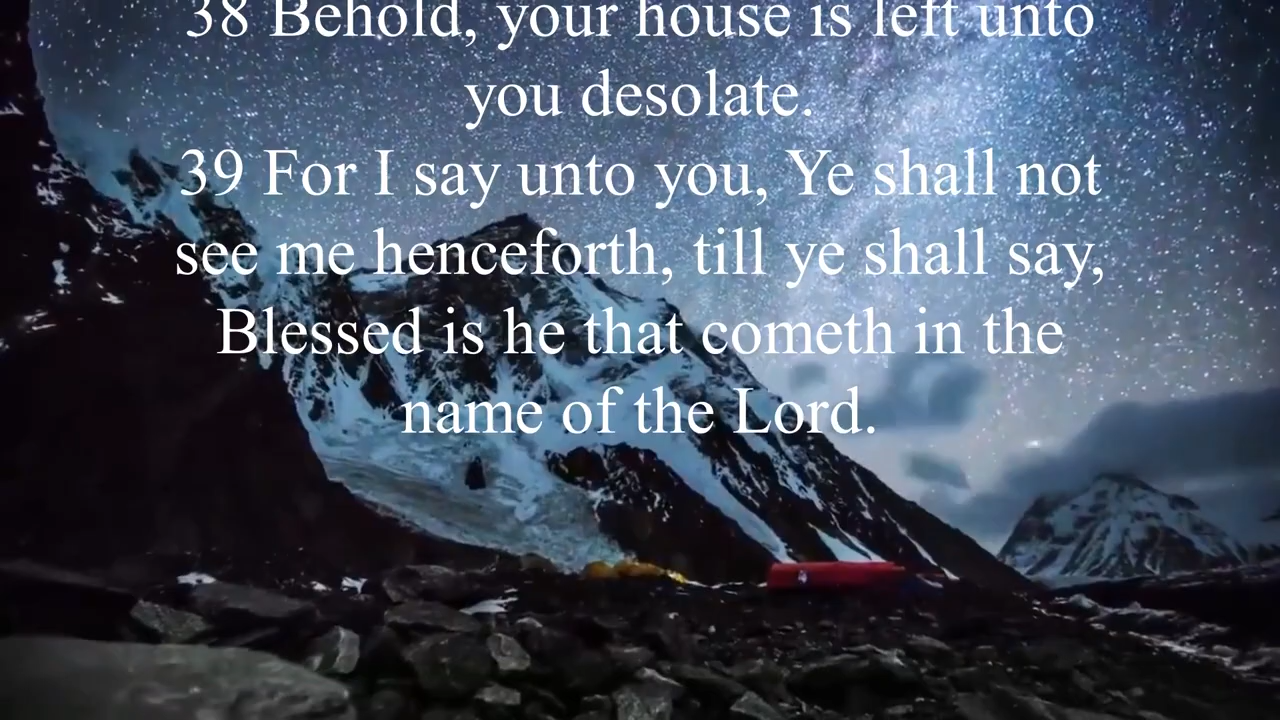 38 Behold, your house is left unto
you desolate.
39 For I say unto you, Ye shall not
see me henceforth, till ye shall say,
Blessed is he that cometh in the
name of the Lord.